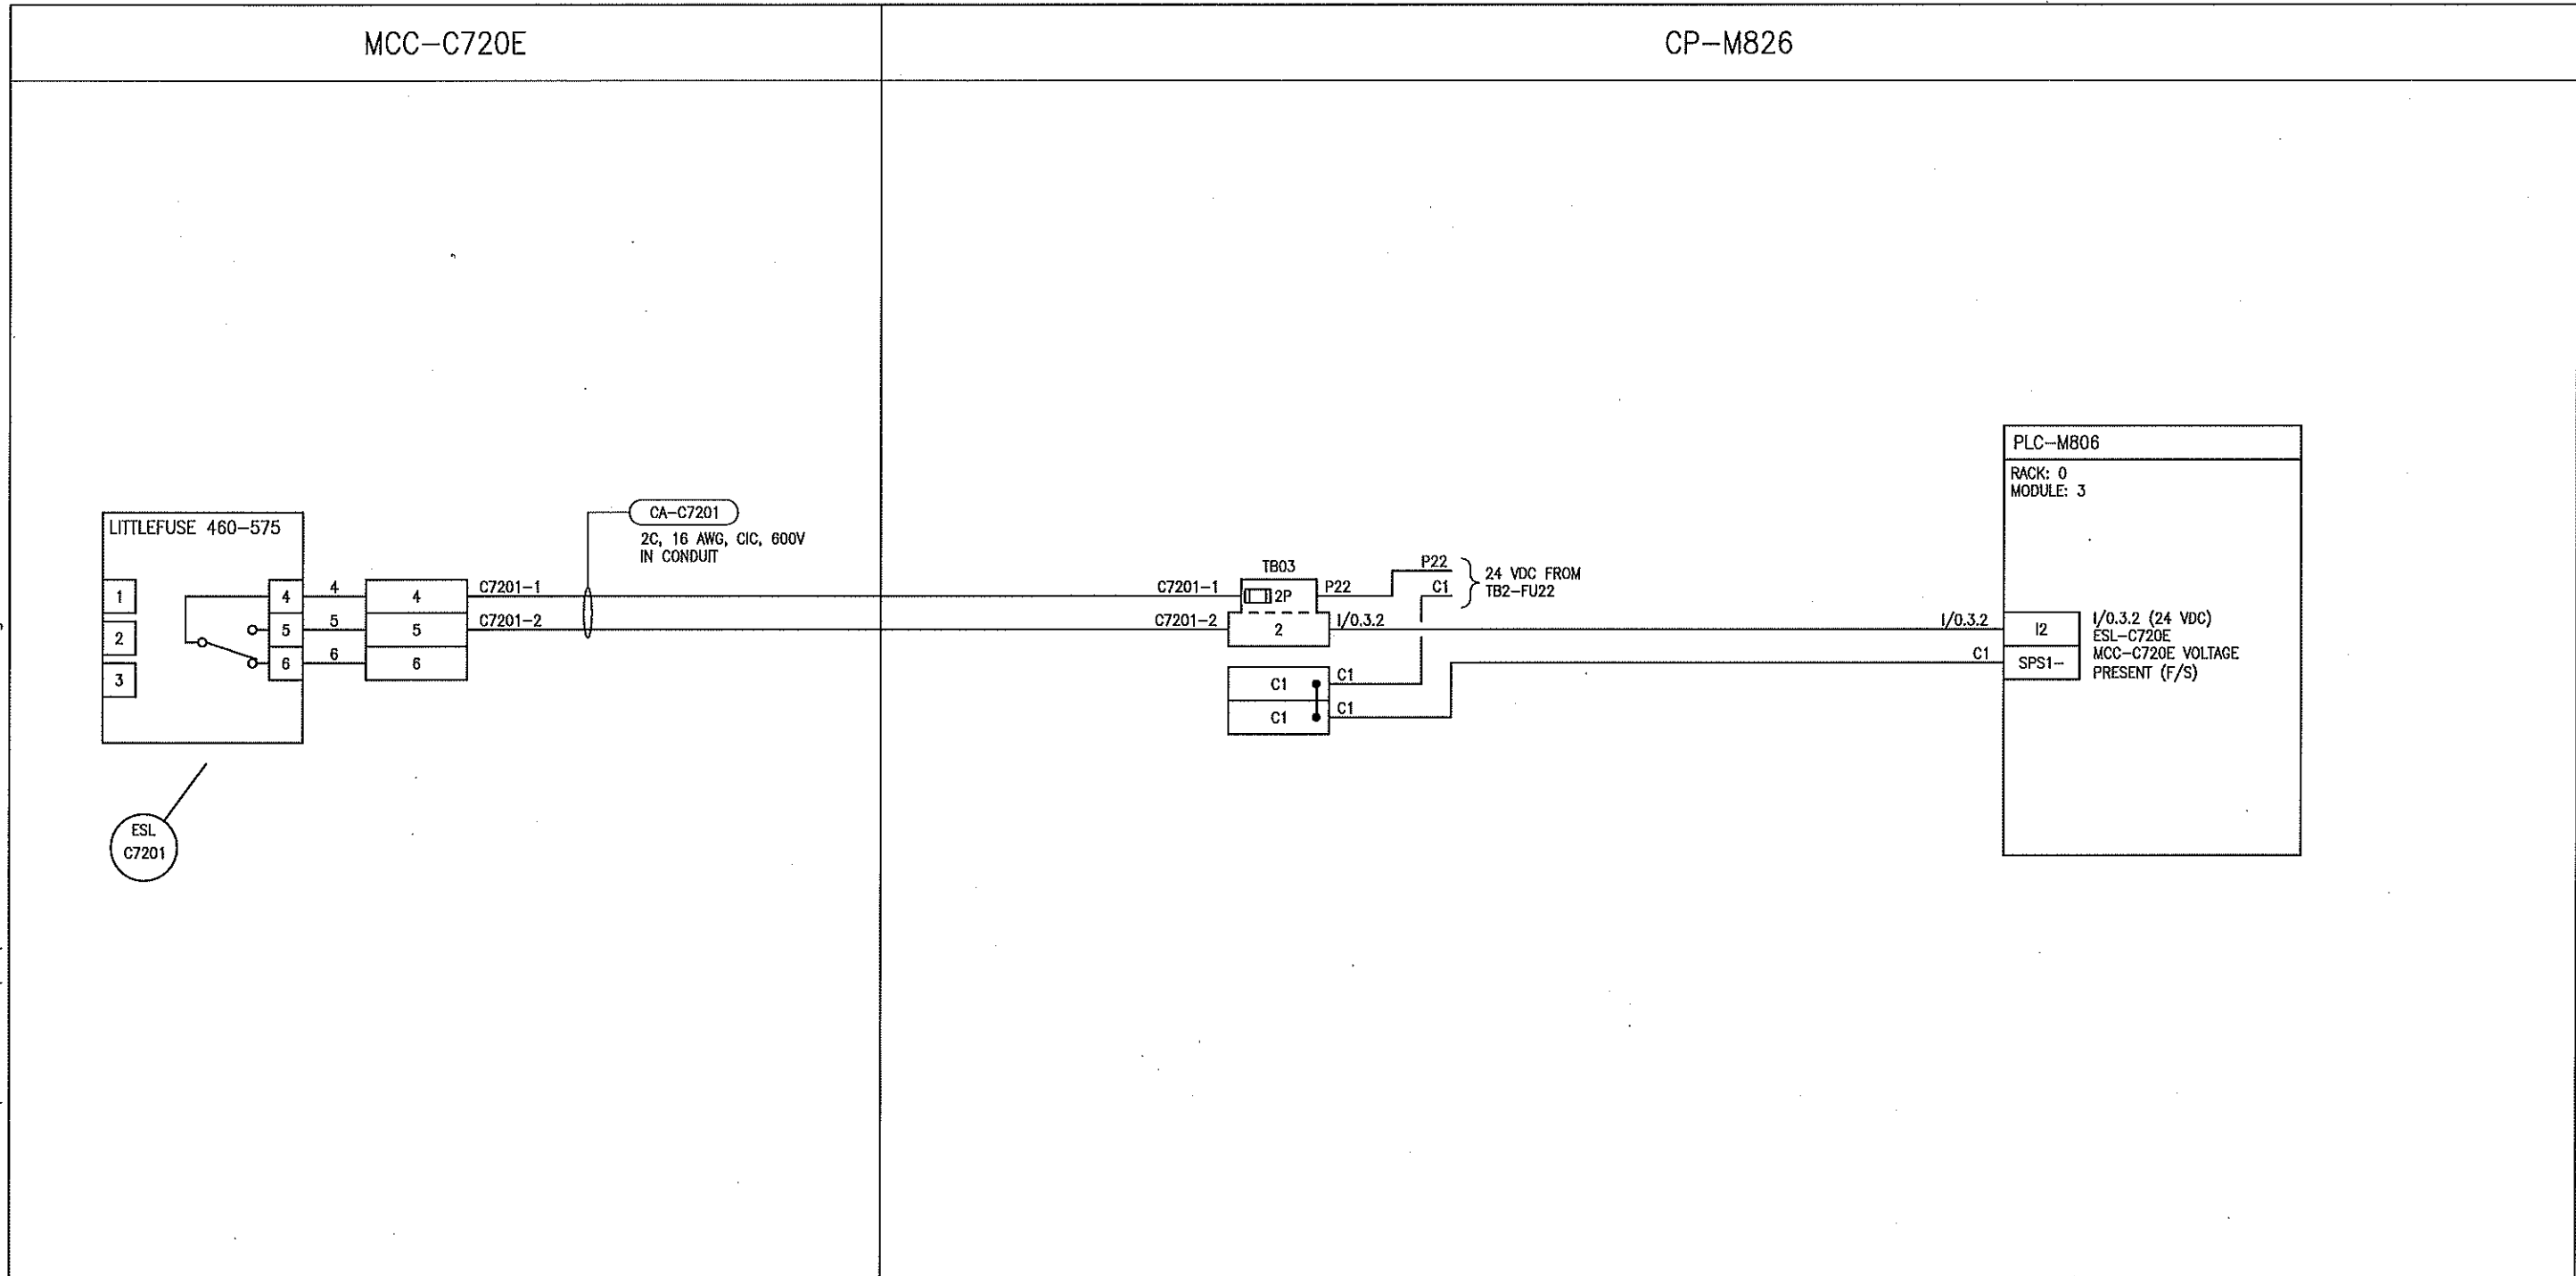 MCC-C720E
CP-M826
LITTLEFUSE 460-575
1
2
3
4
5
6
4
5
6
4
5
6
C7201-1
C7201-2
CA-C7201
2C, 16 AWG, CIC, 600V
IN CONDUIT
ESL
C7201
C7201-1
C7201-2
TB03
2P
2
P22
I/0.3.2
P22
C1
24 VDC FROM
TB2-FU22
C1
C1
C1
C1
PLC-M806
RACK: 0
MODULE: 3
I/0.3.2
C1
I2
SPS1-
I/0.3.2 (24 VDC)
ESL-C720E
MCC-C720E VOLTAGE
PRESENT (F/S)